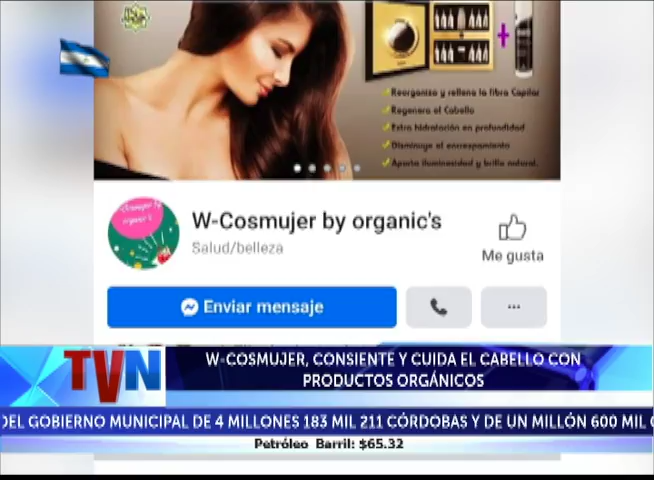 Reorganiza y rellena la fibra Capilar
Regenera el Cabello
Extra hidratación en profundidad
Disminuye el encrespamiento
Aporta iluminosidad y brillo natural.
W-Cosmujer by organic's
Salud/belleza
Me gusta
Enviar mensaje
TVN
W-COSMUJER, CONSIENTE Y CUIDA EL CABELLO CON
PRODUCTOS ORGÁNICOS
DEL GOBIERNO MUNICIPAL DE 4 MILLONES 183 MIL 211 CÓRDOBAS Y DE UN MILLÓN 600 MIL
Petróleo Barril: $65.32